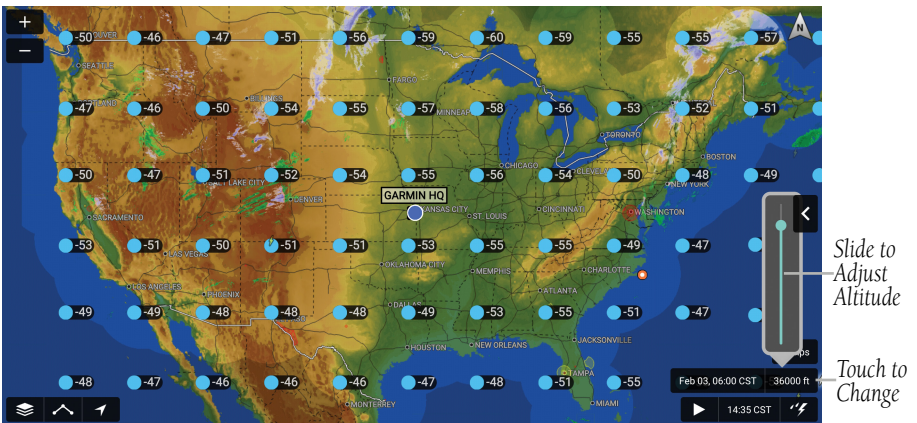 +
-50 -46 -47 -51 -56 -59 -60 -59 -55 -55 -57
N
−
SEATTLE
FARGO
BILLINGS
-47 -46 -50 -54 -55 -57 -58 -56 -53 -52 -51
TORONTO
BOSTON
CHICAGO
-50 -47 -51 -52 -54 -55 -56 -54 -50 -48 -49
NEW YORK
DENVER
GARMIN HQ
KANSAS CITY
SACRAMENTO
ST. LOUIS
CINCINNATI
WASHINGTON
-53 -51 -50 -51 -51 -53 -55 -55 -49 -47
Slide to
LAS VEGAS
OKLAHOMA CITY
MEMPHIS
CHARLOTTE
Adjust
LOS ANGELES
PHOENIX
ATLANTA
Altitude
-49 -49 -48 -48 -48 -49 -53 -55 -51 -47
DALLAS
HOUSTON
NEW ORLEANS
JACKSONVILLE
TAMPA
Touch to
-48 -47 -46 -46 -46 -47 -48 -51 -55
Feb 03, 06:00 CST
36000 ft
Change
MONTERREY
MIAMI
14:35 CST